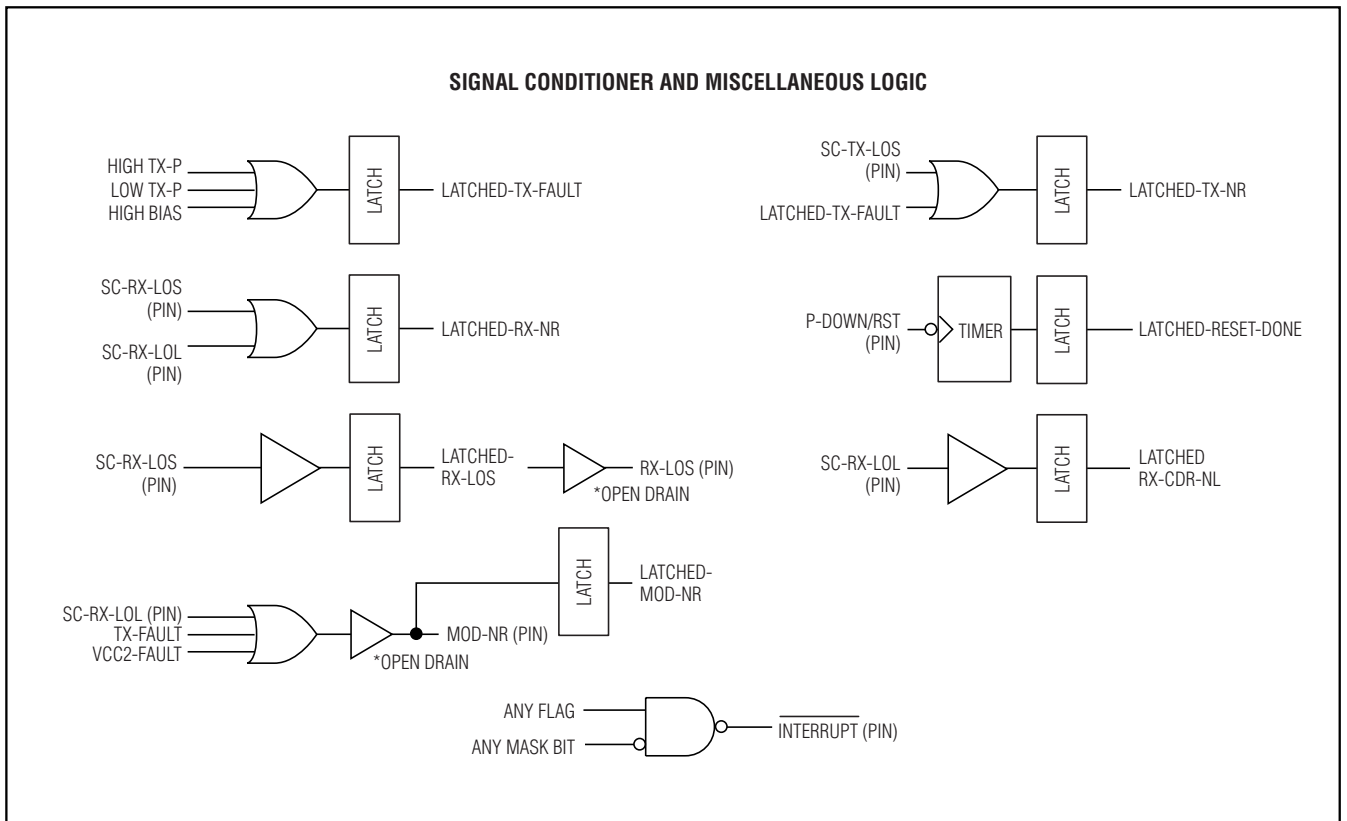 SIGNAL CONDITIONER AND MISCELLANEOUS LOGIC
HIGH TX-P
LOW TX-P
HIGH BIAS
LATCH
LATCHED-TX-FAULT
SC-TX-LOS
(PIN)
LATCHED-TX-FAULT
LATCH
LATCHED-TX-NR
SC-RX-LOS
(PIN)
SC-RX-LOL
(PIN)
LATCH
LATCHED-RX-NR
P-DOWN/RST
(PIN)
TIMER
LATCH
LATCHED-RESET-DONE
SC-RX-LOS
(PIN)
LATCH
LATCHED-
RX-LOS
RX-LOS (PIN)
*OPEN DRAIN
SC-RX-LOL
(PIN)
LATCH
LATCHED
RX-CDR-NL
SC-RX-LOL (PIN)
TX-FAULT
VCC2-FAULT
*OPEN DRAIN
MOD-NR (PIN)
LATCH
LATCHED-
MOD-NR
ANY FLAG
ANY MASK BIT
INTERRUPT (PIN)